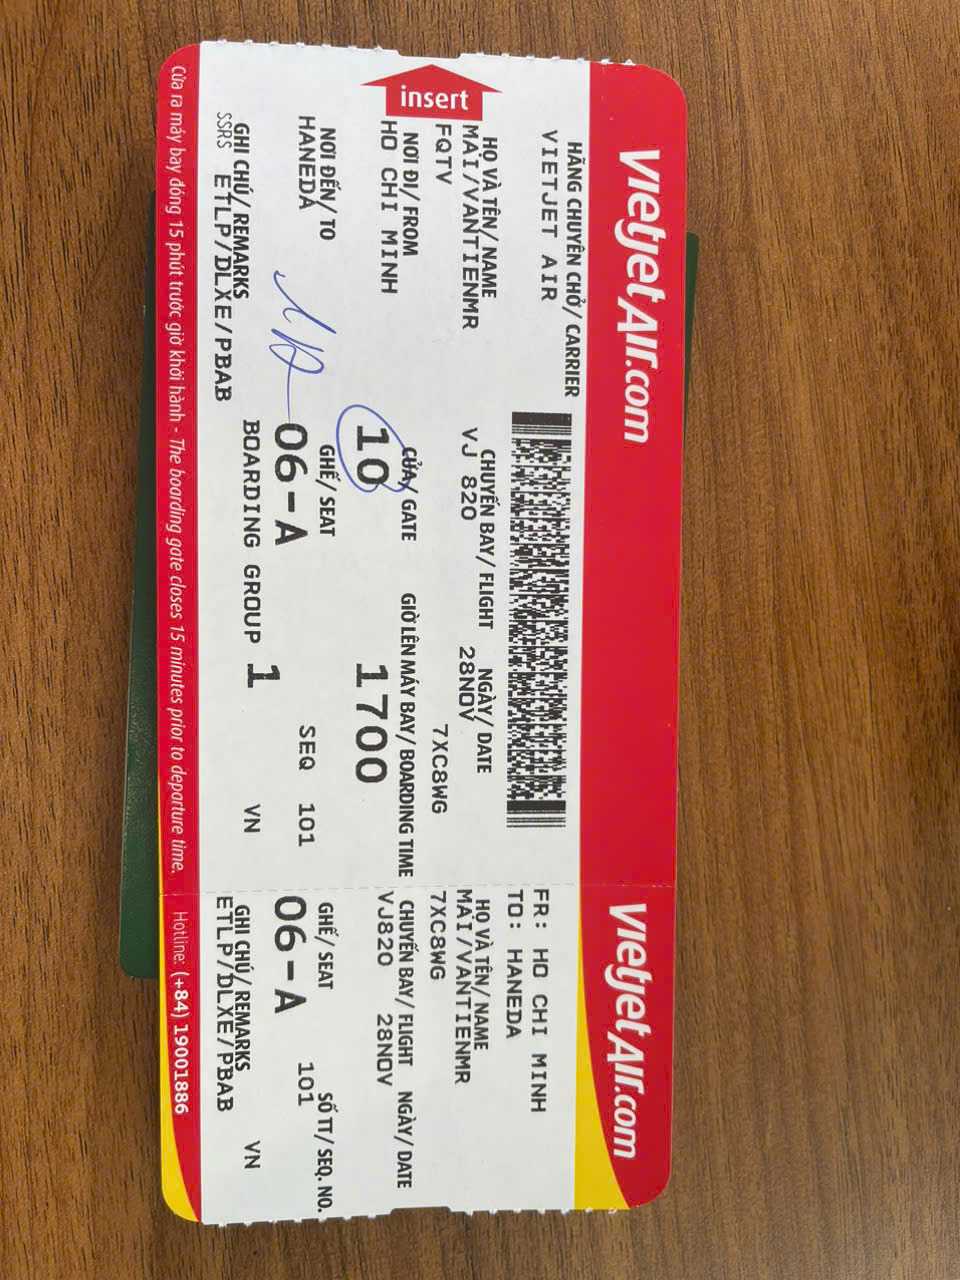 VietjetAir.com
insert
HÃNG CHUYÊN CHỞ/ CARRIER
VIETJET AIR
HỌ VÀ TÊN/ NAME
MAI/VANTIENMR
CHUYẾN BAY/ FLIGHT
VJ 820
NGÀY/ DATE
28NOV
FQTV
7XC8WG
NƠI ĐI/ FROM
HO CHI MINH
CỬA/ GATE
10
GIỜ LÊN MÁY BAY/ BOARDING TIME
1700
NƠI ĐẾN/ TO
HANEDA
GHẾ/ SEAT
06-A
SEQ 101
GHI CHÚ/ REMARKS
BOARDING GROUP 1
VN
SSRS ETLP/DLXE/PBAB
Cửa ra máy bay đóng 15 phút trước giờ khởi hành - The boarding gate closes 15 minutes prior to departure time.
VietjetAir.com
FR: HO CHI MINH
TO: HANEDA
HỌ VÀ TÊN/ NAME
MAI/VANTIENMR
7XC8WG
CHUYẾN BAY/ FLIGHT NGÀY/ DATE
VJ820 28NOV
GHẾ/ SEAT
06-A
SỐ TT/ SEQ. NO.
101
GHI CHÚ/ REMARKS
VN
ETLP/DLXE/PBAB
Hotline: (+84) 19001886